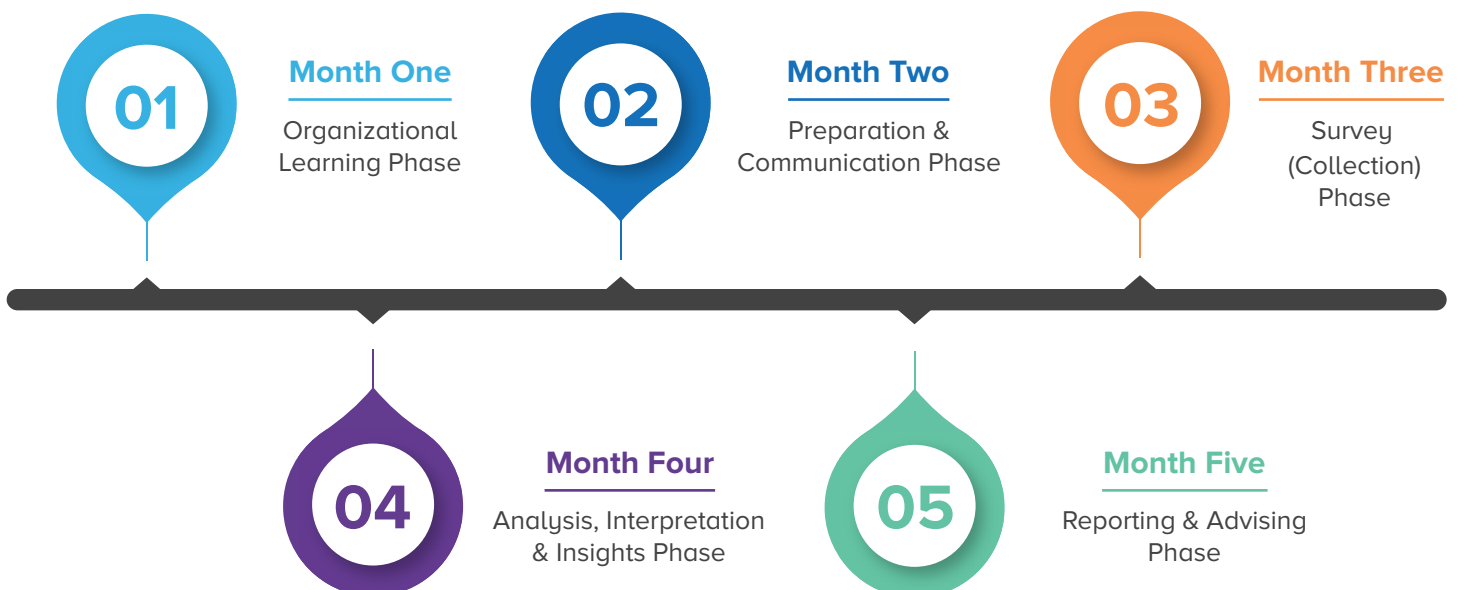 01
Month One
Organizational
Learning Phase
02
Month Two
Preparation &
Communication Phase
03
Month Three
Survey
(Collection)
Phase
04
Month Four
Analysis, Interpretation
& Insights Phase
05
Month Five
Reporting & Advising
Phase